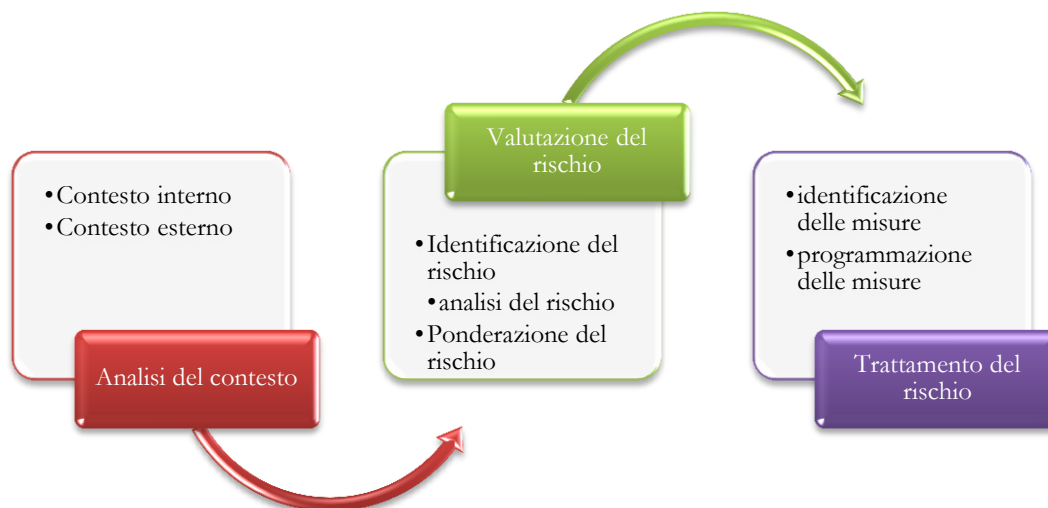 •Contesto interno
•Contesto esterno
Analisi del contesto
Valutazione del
rischio
•Identificazione del
rischio
•analisi del rischio
•Ponderazione del
rischio
•identificazione
delle misure
•programmazione
delle misure
Trattamento del
rischio